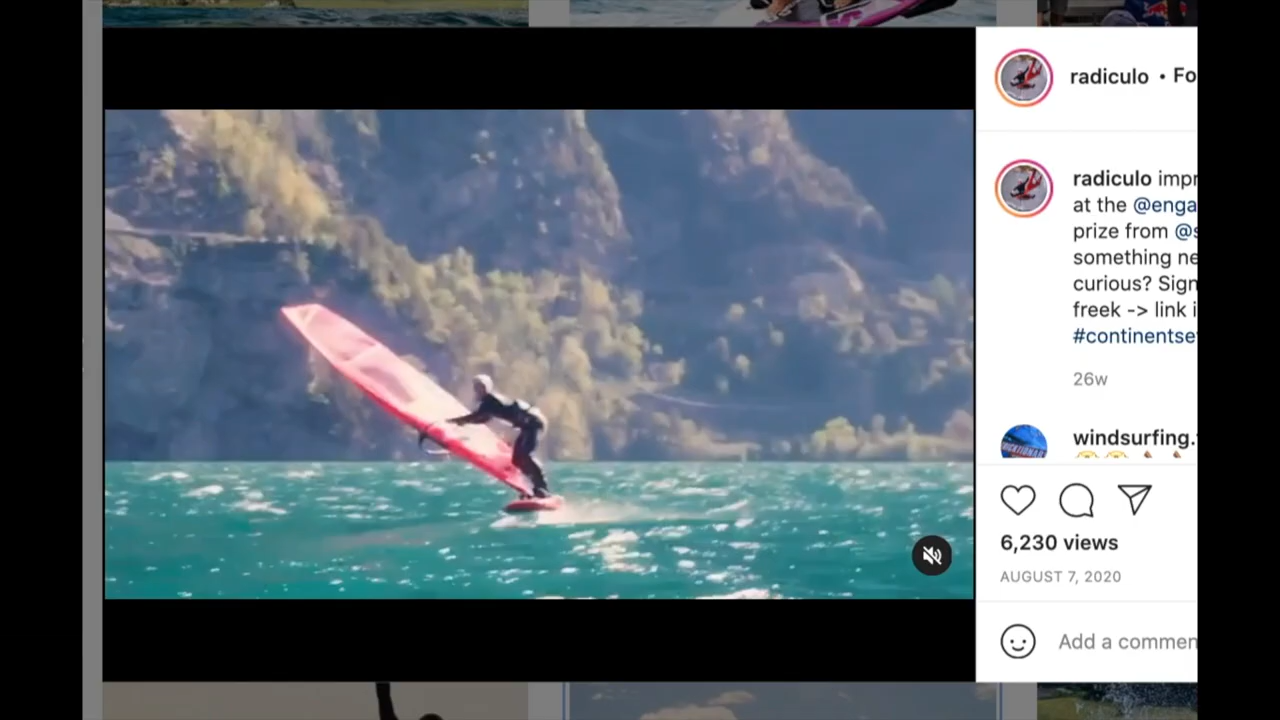 radiculo • Fo
radiculo impr
at the @enga
prize from @s
something ne
curious? Sign
freek -> link i
#continentse
26w
windsurfing.
6,230 views
AUGUST 7, 2020
Add a commen